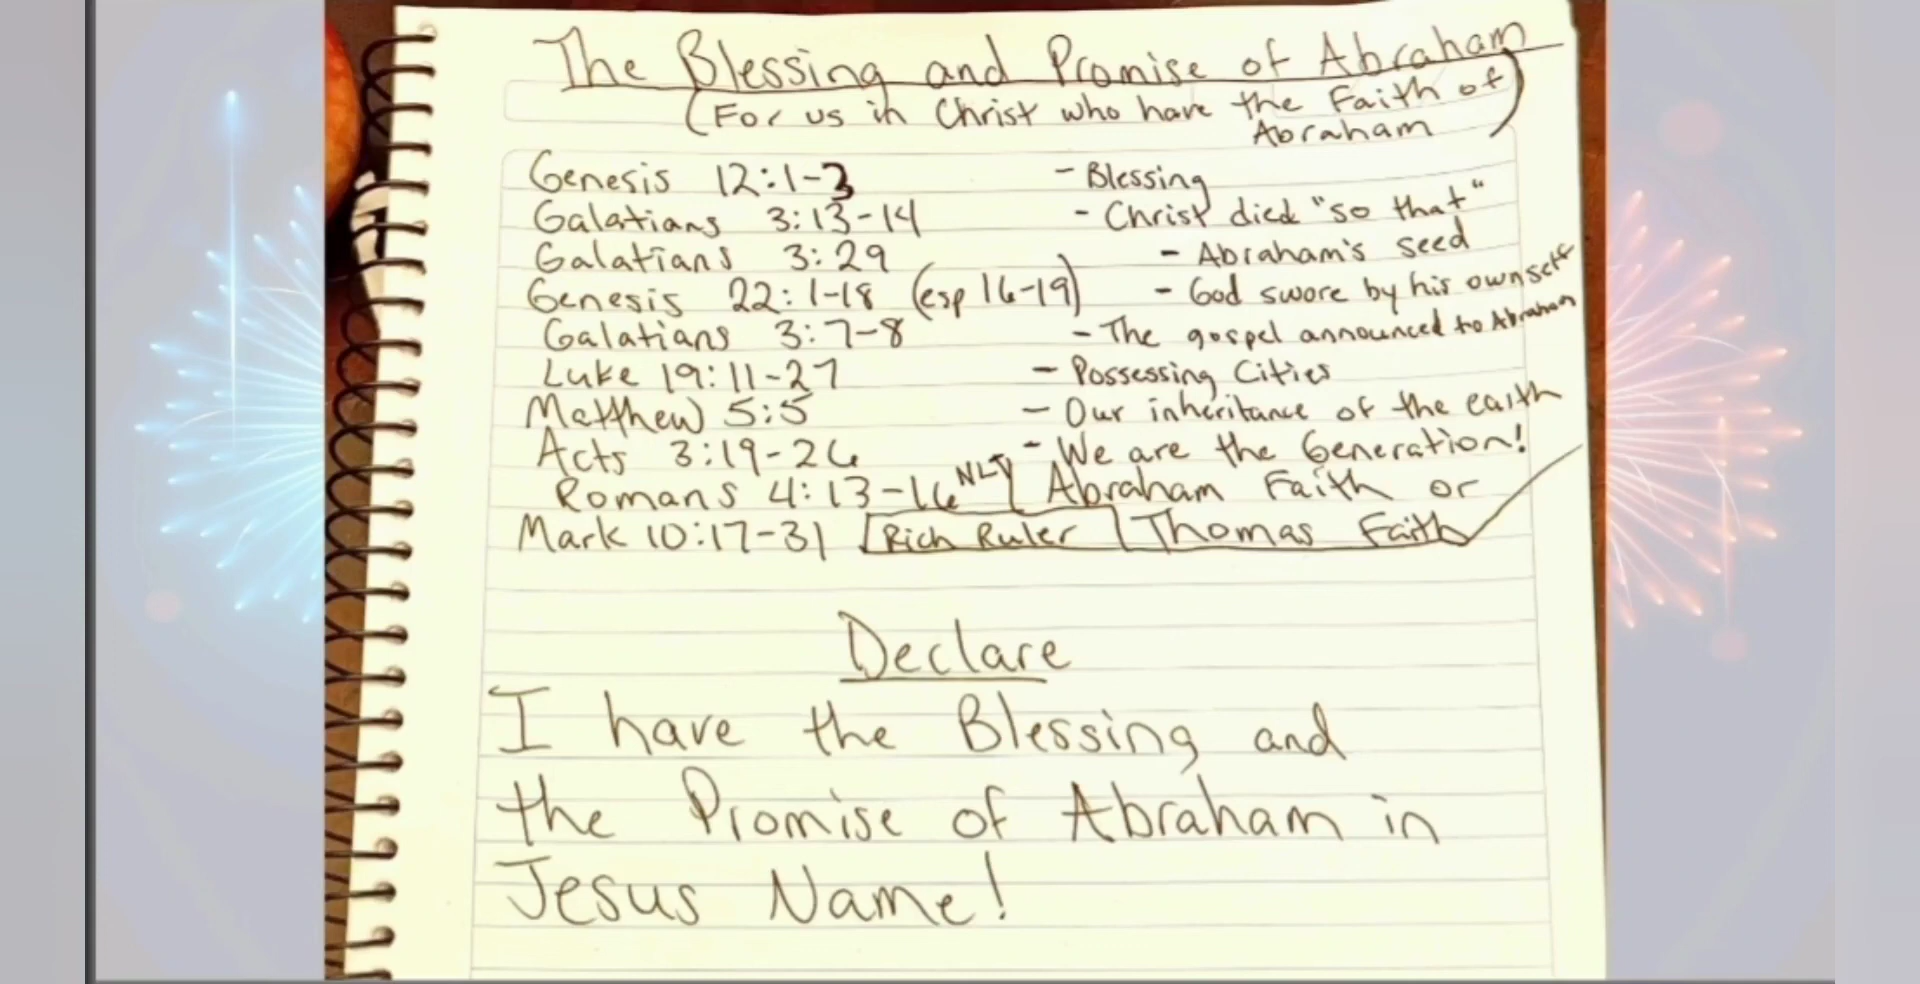 The Blessing and Promise of Abraham
(For us in Christ who have the Faith of
Abraham)
Genesis 12:1-3 - Blessing
Galatians 3:13-14 - Christ died "so that"
Galatians 3:29 - Abraham's seed
Genesis 22:1-18 (esp 16-19) - God swore by his ownself
Galatians 3:7-8 - The gospel announced to Abraham
Luke 19:11-27 - Possessing Cities
Matthew 5:5 - Our inheritance of the earth
Acts 3:19-26 - We are the Generation!
Romans 4:13-16 NLT Abraham Faith or
Mark 10:17-31 Rich Ruler Thomas Faith
Declare
I have the Blessing and
the Promise of Abraham in
Jesus Name!